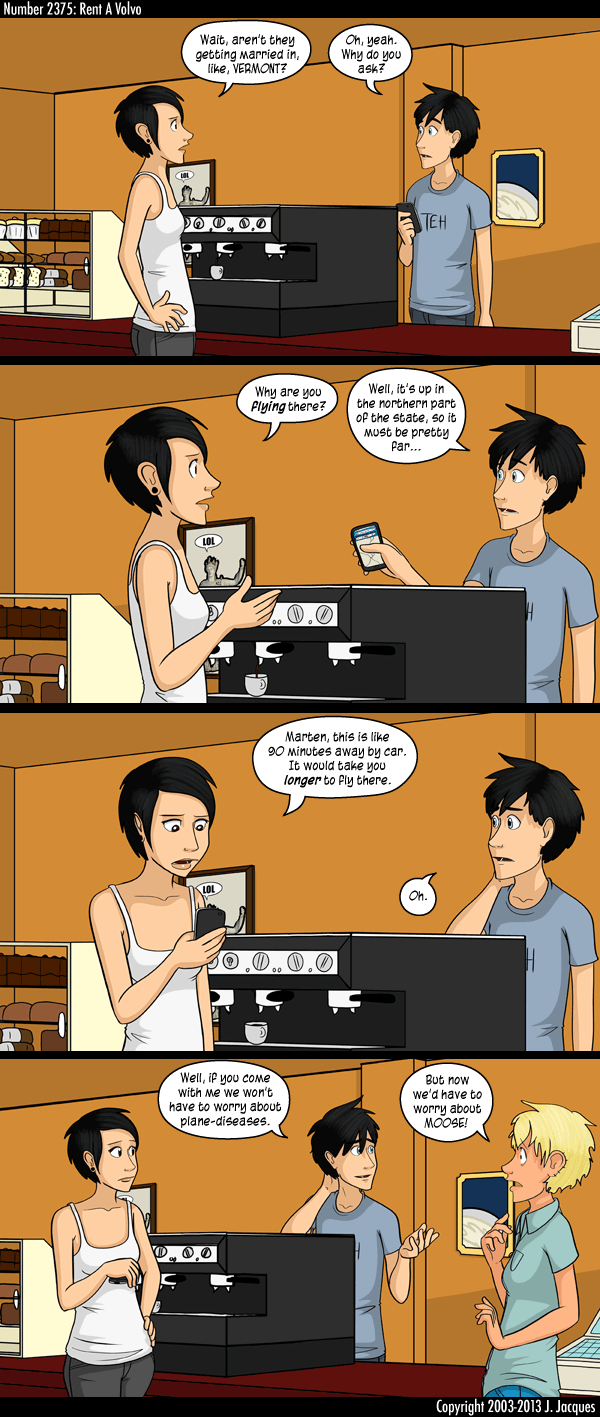 Number 2375: Rent A Volvo
Wait, aren't they
getting married in,
like, VERMONT?
Oh, yeah.
Why do you
ask?
LOL
TEH
Why are you
flying there?
Well, it's up in
the northern part
of the state, so it
must be pretty
far...
LOL
H
Marten, this is like
90 minutes away by car.
It would take you
longer to fly there.
Oh.
LOL
H
Well, if you come
with me we won't
have to worry about
plane-diseases.
But now
we'd have to
worry about
MOOSE!
H
Copyright 2003-2013 J. Jacques